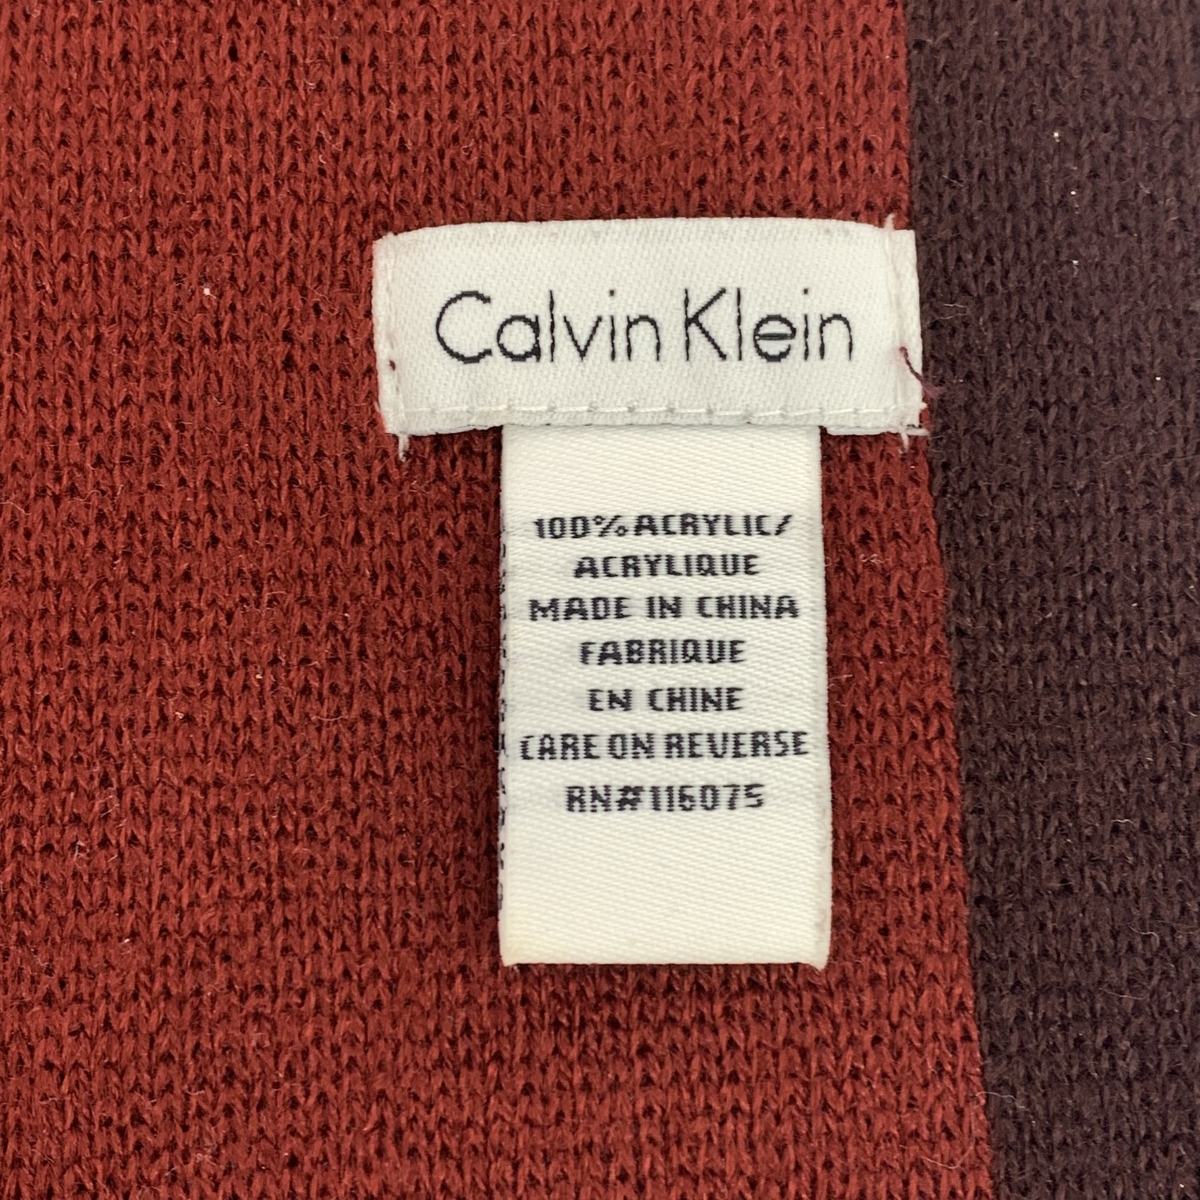 Calvin Klein
100% ACRYLIC/
ACRYLIQUE
MADE IN CHINA
FABRIQUE
EN CHINE
CARE ON REVERSE
RN#116075